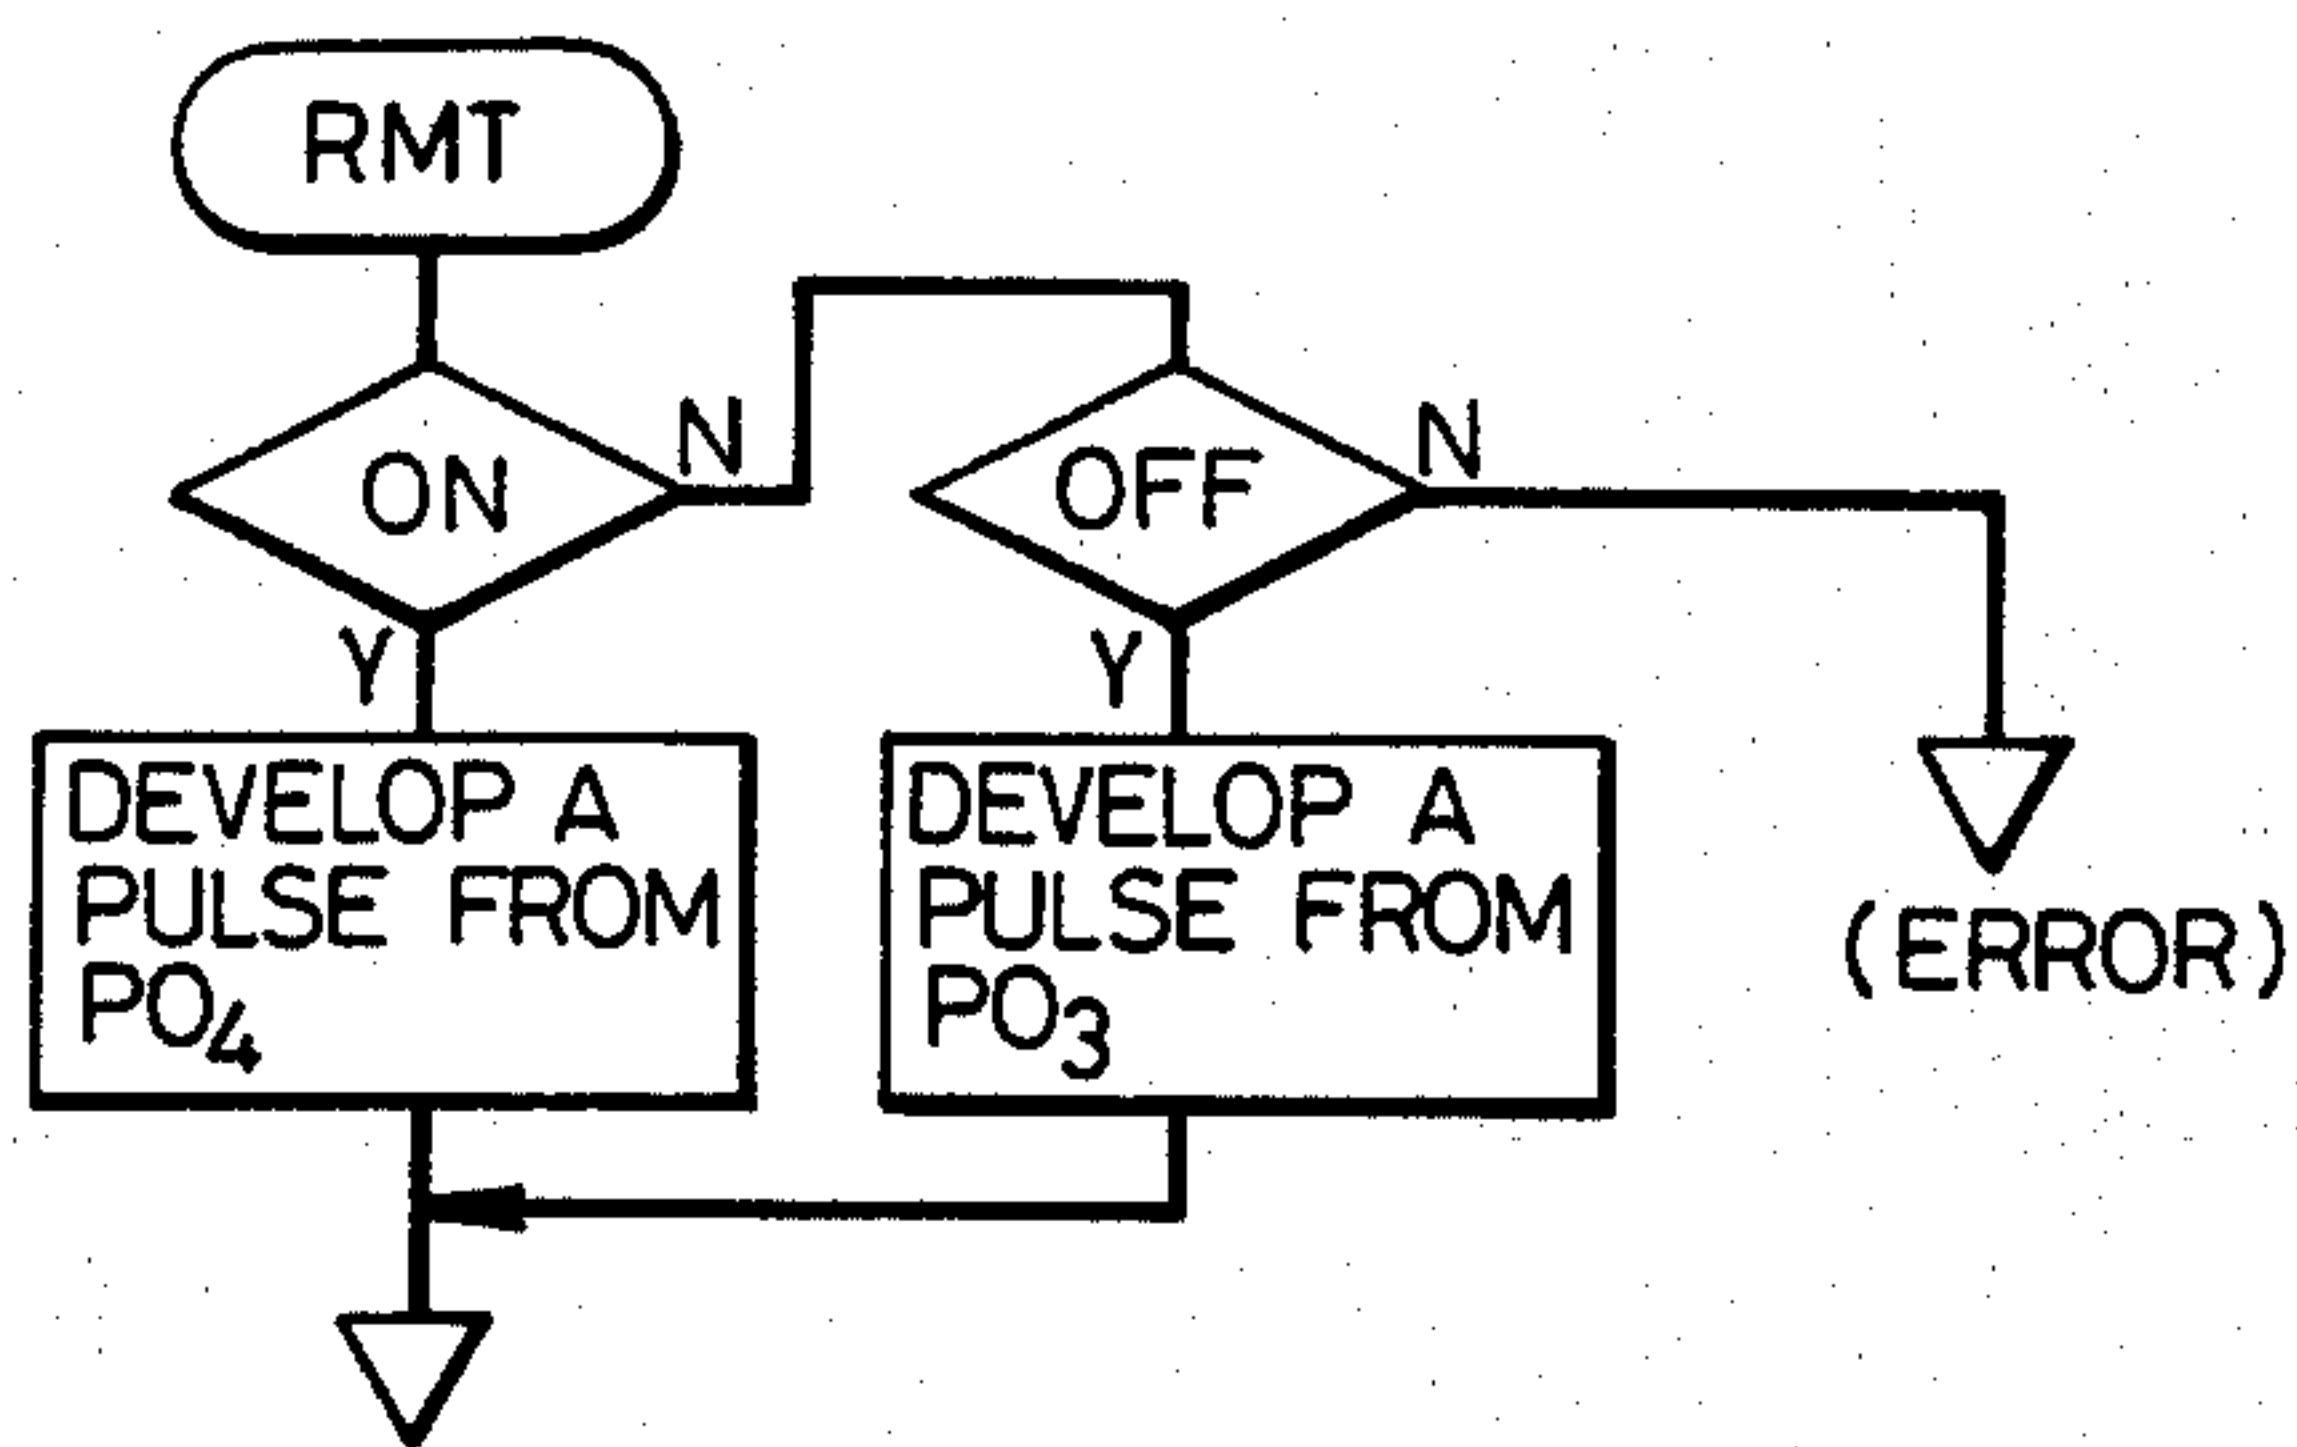 RMT
ON
N
OFF
N
Y
Y
DEVELOP A
PULSE FROM
PO4
DEVELOP A
PULSE FROM
PO3
(ERROR)